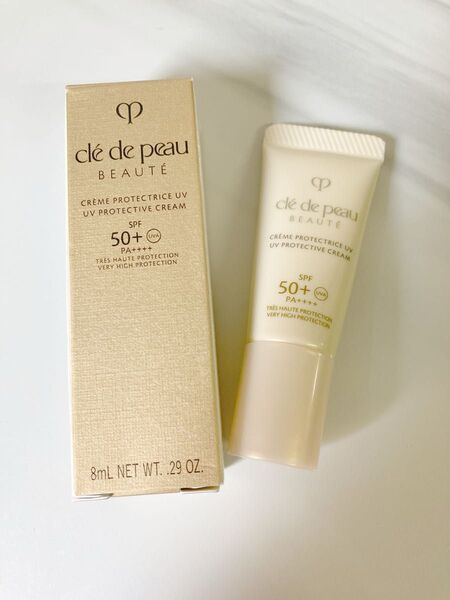 clé de peau
BEAUTÉ
CRÈME PROTECTRICE UV
UV PROTECTIVE CREAM
SPF
50+ UVA
PA++++
TRÈS HAUTE PROTECTION
VERY HIGH PROTECTION
8mL NET WT. .29 OZ.
clé de peau
BEAUTÉ
CRÈME PROTECTRICE UV
UV PROTECTIVE CREAM
SPF
50+ UVA
PA++++
TRÈS HAUTE PROTECTION
VERY HIGH PROTECTION